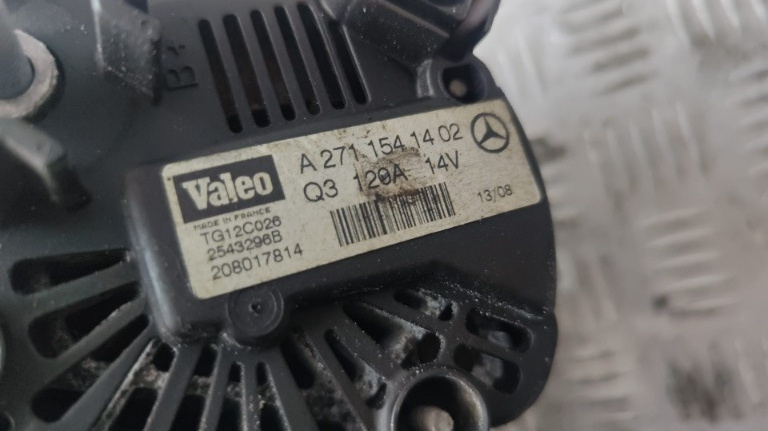 B+
A 271 154 14 02
Valeo
Q3 120A 14V
MADE IN FRANCE
TG12C026
2543296B
208017814
13/08